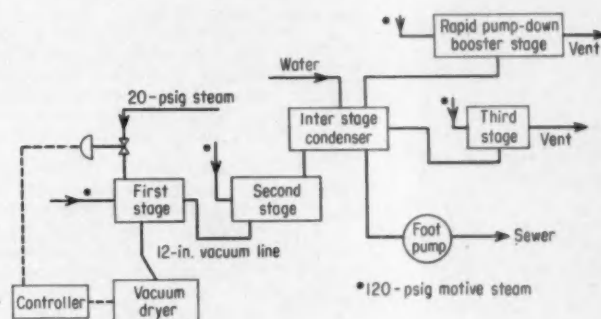 * Rapid pump-down
booster stage
Vent
Water
20-psig steam
*
Inter stage
condenser
Third
stage
Vent
*
*
First
stage
Second
stage
12-in. vacuum line
Foot
pump
Sewer
*120-psig motive steam
Controller
Vacuum
dryer